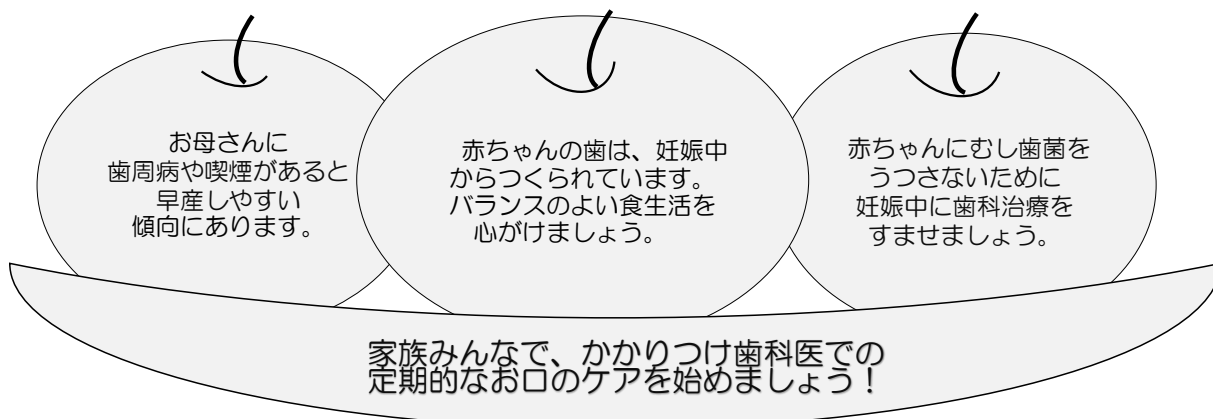 お母さんに
歯周病や喫煙があると
早産しやすい
傾向にあります。
赤ちゃんの歯は、妊娠中
からつくられています。
バランスのよい食生活を
心がけましょう。
赤ちゃんにむし歯菌を
うつさないために
妊娠中に歯科治療を
すませましょう。
家族みんなで、かかりつけ歯科医での
定期的なお口のケアを始めましょう！